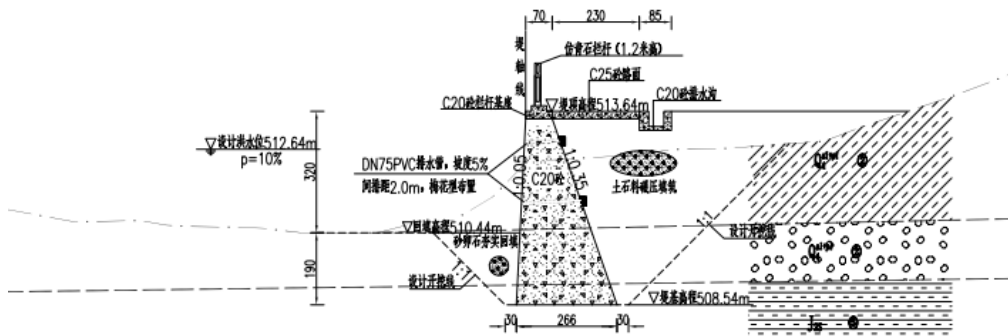 70 230 85
堤轴线
仿青石栏杆(1.2米高)
C25砼路面
C20砼排水沟
C20砼栏杆基座
▽堤顶高程513.64m
▽设计洪水位512.64m
p=10%
320
DN75PVC排水管,坡度5%
间排距2.0m,梅花型布置
1:0.05
C20砼
1:0.35
土石料碾压填筑
▽回填高程510.44m
砂卵石夯实回填
1:1
设计开挖线
190
1:1
设计开挖线
▽堤基高程508.54m
30 266 30